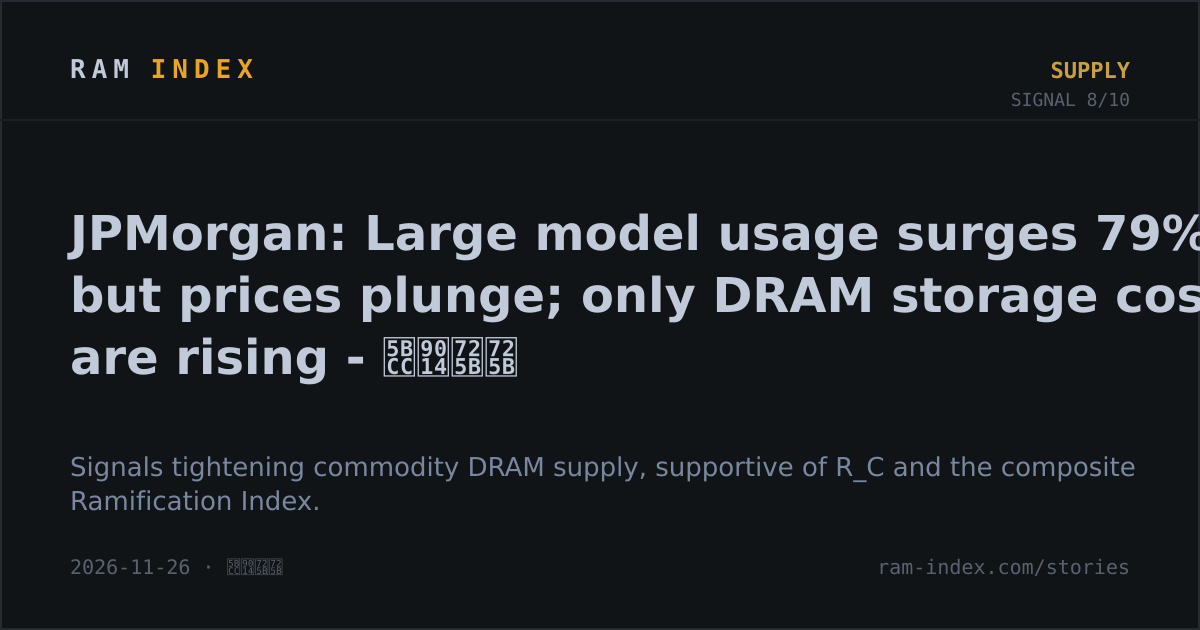 RAM INDEX
SUPPLY
SIGNAL 8/10
JPMorgan: Large model usage surges 79%
but prices plunge; only DRAM storage cos
are rising -
Signals tightening commodity DRAM supply, supportive of R_C and the composite
Ramification Index.
2026-11-26 ·
ram-index.com/stories